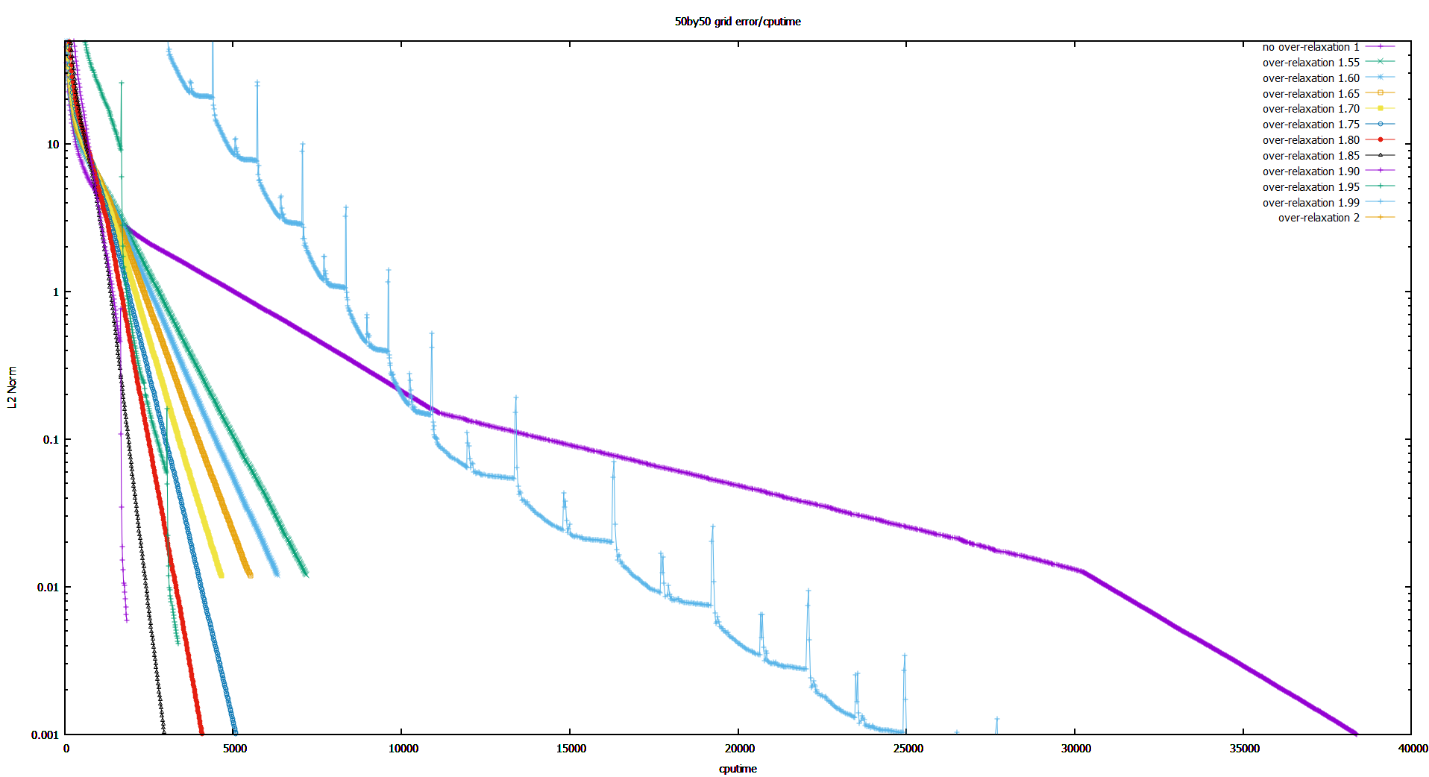 50by50 grid error/cputime
no over-relaxation 1
over-relaxation 1.55
over-relaxation 1.60
over-relaxation 1.65
over-relaxation 1.70
over-relaxation 1.75
over-relaxation 1.80
over-relaxation 1.85
over-relaxation 1.90
over-relaxation 1.95
over-relaxation 1.99
over-relaxation 2
10
1
0.1
0.01
0.001
L2 Norm
0 5000 10000 15000 20000 25000 30000 35000 40000
cputime